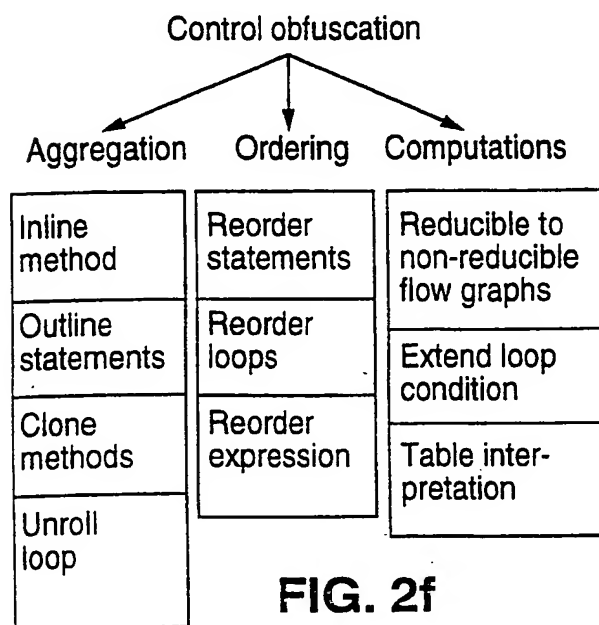 Control obfuscation
Aggregation
Ordering
Computations
Inline
method
Outline
statements
Clone
methods
Unroll
loop
Reorder
statements
Reorder
loops
Reorder
expression
Reducible to
non-reducible
flow graphs
Extend loop
condition
Table inter-
pretation
FIG. 2f